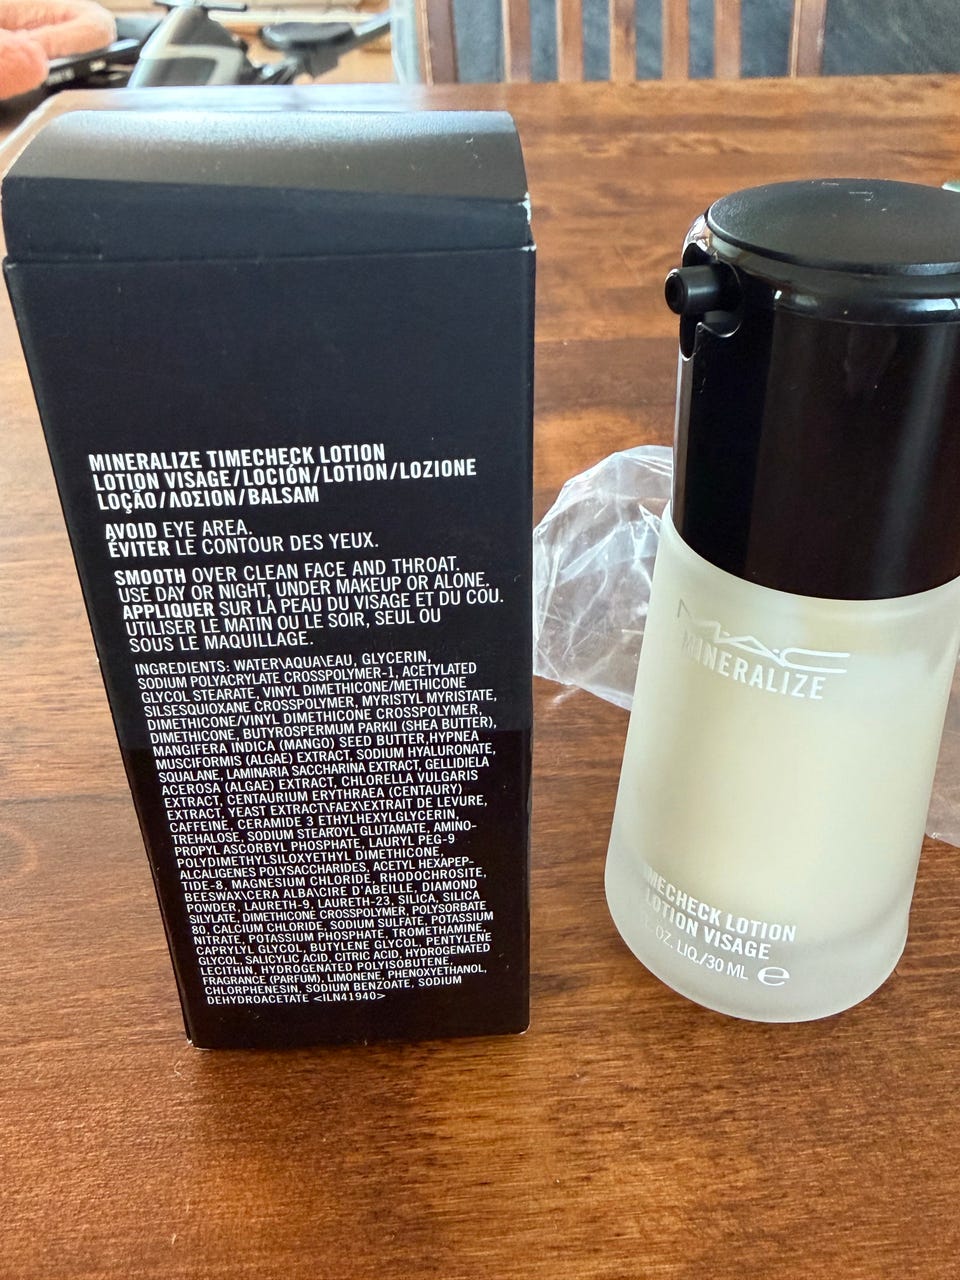 MINERALIZE TIMECHECK LOTION
LOTION VISAGE/LOCIÓN/LOTION/LOZIONE
LOÇÃO/ΛΟΣΙΟΝ/BALSAM
AVOID EYE AREA.
ÉVITER LE CONTOUR DES YEUX.
SMOOTH OVER CLEAN FACE AND THROAT.
USE DAY OR NIGHT, UNDER MAKEUP OR ALONE.
APPLIQUER SUR LA PEAU DU VISAGE ET DU COU.
UTILISER LE MATIN OU LE SOIR, SEUL OU
SOUS LE MAQUILLAGE.
INGREDIENTS: WATER\AQUA\EAU, GLYCERIN,
SODIUM POLYACRYLATE CROSSPOLYMER-1, ACETYLATED
GLYCOL STEARATE, VINYL DIMETHICONE/METHICONE
SILSESQUIOXANE CROSSPOLYMER, MYRISTYL MYRISTATE,
DIMETHICONE/VINYL DIMETHICONE CROSSPOLYMER,
DIMETHICONE, BUTYROSPERMUM PARKII (SHEA BUTTER),
MANGIFERA INDICA (MANGO) SEED BUTTER,HYPNEA
MUSCIFORMIS (ALGAE) EXTRACT, SODIUM HYALURONATE,
SQUALANE, LAMINARIA SACCHARINA EXTRACT, GELLIDIELA
ACEROSA (ALGAE) EXTRACT, CHLORELLA VULGARIS
EXTRACT, CENTAURIUM ERYTHRAEA (CENTAURY)
EXTRACT, YEAST EXTRACT\FAEX\EXTRAIT DE LEVURE,
CAFFEINE, CERAMIDE 3 ETHYLHEXYLGLYCERIN,
TREHALOSE, SODIUM STEAROYL GLUTAMATE, AMINO-
PROPYL ASCORBYL PHOSPHATE, LAURYL PEG-9
POLYDIMETHYLSILOXYETHYL DIMETHICONE,
ALCALIGENES POLYSACCHARIDES, ACETYL HEXAPEP-
TIDE-8, MAGNESIUM CHLORIDE, RHODOCHROSITE,
BEESWAX\CERA ALBA\CIRE D'ABEILLE, DIAMOND
POWDER, LAURETH-9, LAURETH-23, SILICA, SILICA
SILYLATE, DIMETHICONE CROSSPOLYMER, POLYSORBATE
80, CALCIUM CHLORIDE, SODIUM SULFATE, POTASSIUM
NITRATE, POTASSIUM PHOSPHATE, TROMETHAMINE,
CAPRYLYL GLYCOL, BUTYLENE GLYCOL, PENTYLENE
GLYCOL, SALICYLIC ACID, CITRIC ACID, HYDROGENATED
LECITHIN, HYDROGENATED POLYISOBUTENE,
FRAGRANCE (PARFUM), LIMONENE, PHENOXYETHANOL,
CHLORPHENESIN, SODIUM BENZOATE, SODIUM
DEHYDROACETATE <ILN41940>
M·A·C
MINERALIZE
MECHECK LOTION
LOTION VISAGE
OZ. LIQ./30 ML e